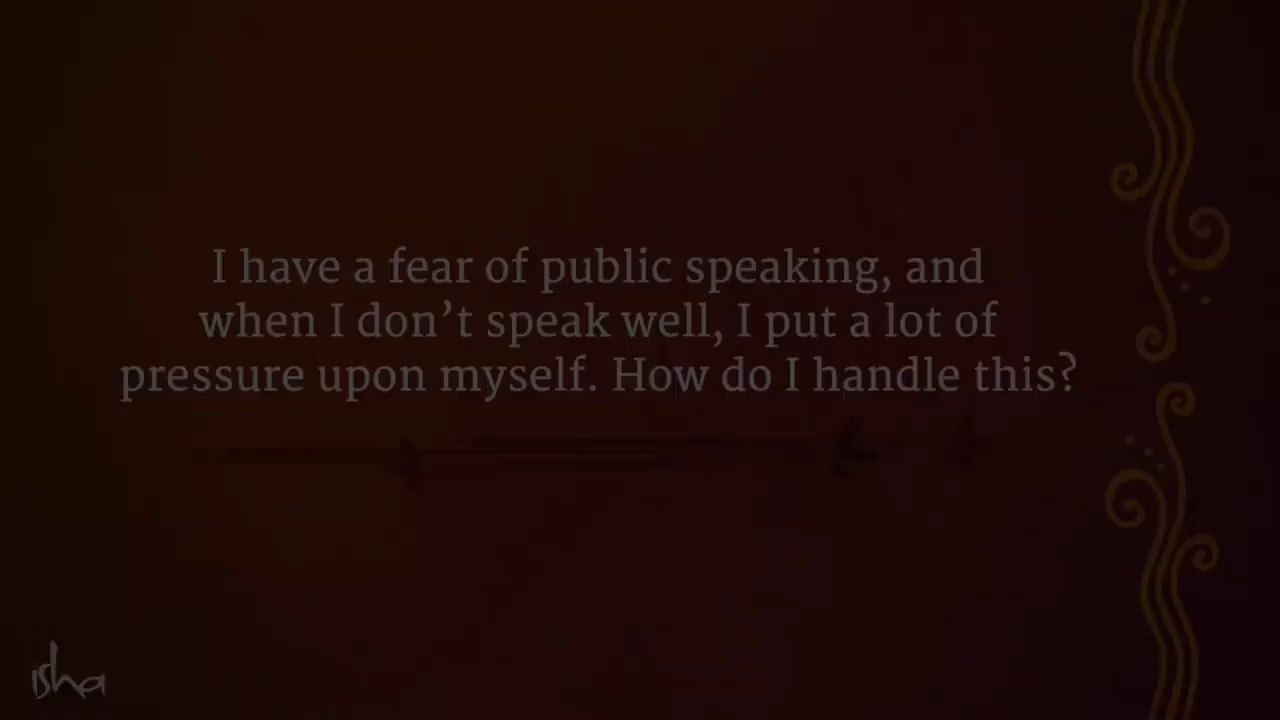 I have a fear of public speaking, and
when I don’t speak well, I put a lot of
pressure upon myself. How do I handle this?
isha